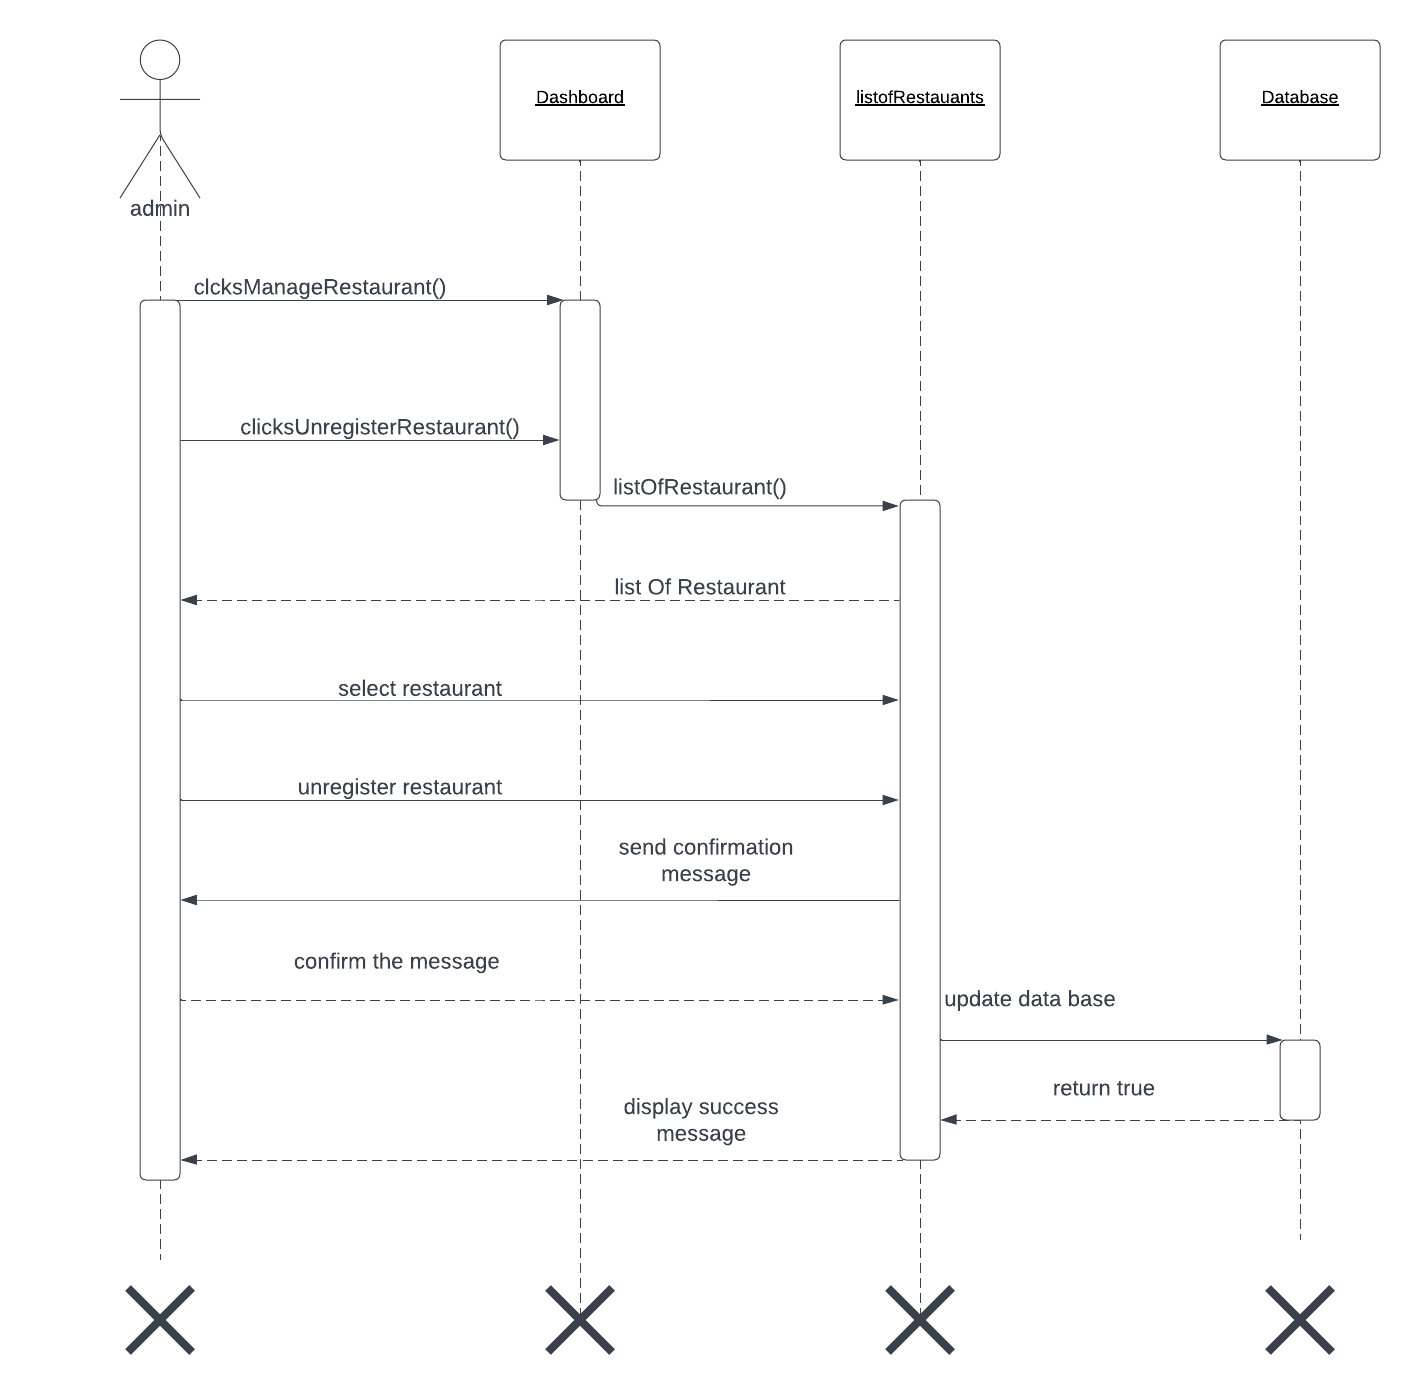 Dashboard
listofRestauants
Database
admin
clcksManageRestaurant()
clicksUnregisterRestaurant()
listOfRestaurant()
list Of Restaurant
select restaurant
unregister restaurant
send confirmation
message
confirm the message
update data base
return true
display success
message